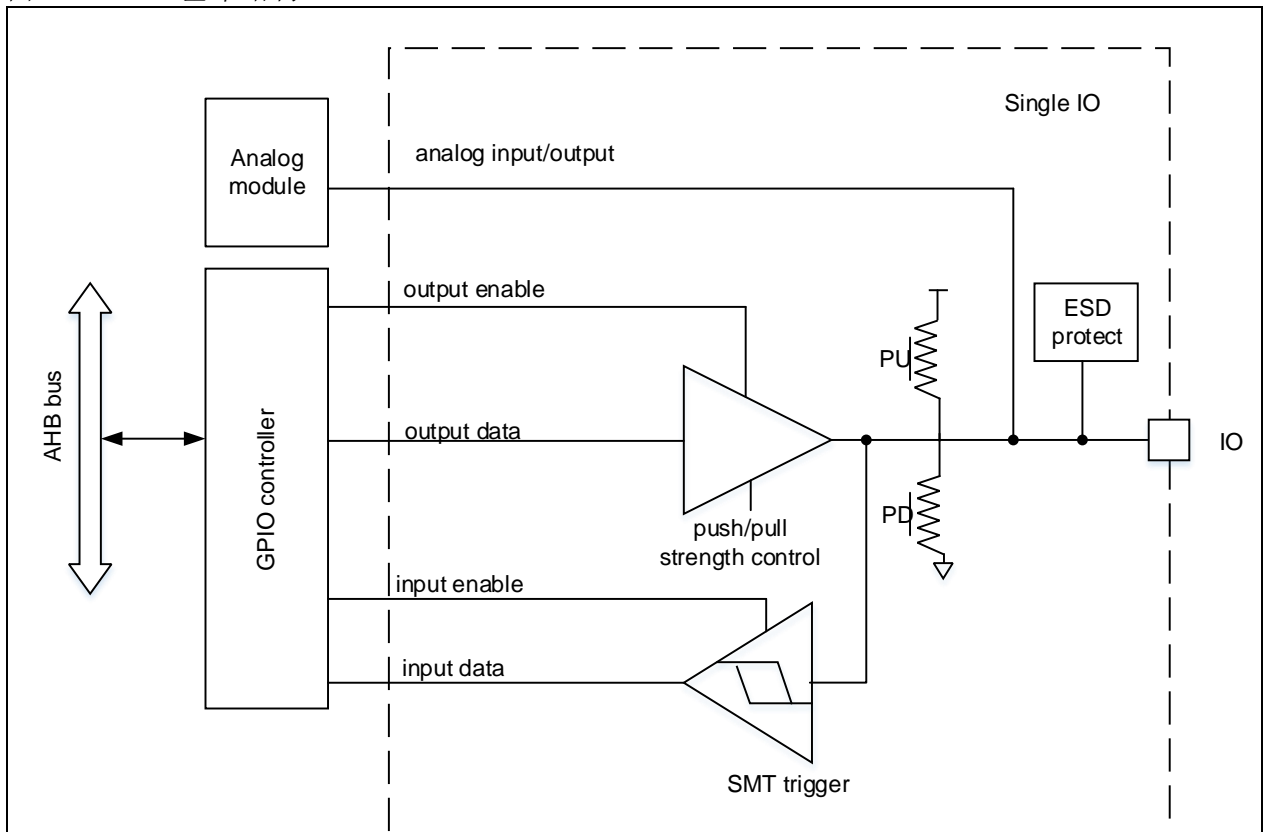 Single IO
Analog
module
analog input/output
output enable
ESD
protect
PU
AHB bus
GPIO controller
output data
IO
PD
push/pull
strength control
input enable
input data
SMT trigger